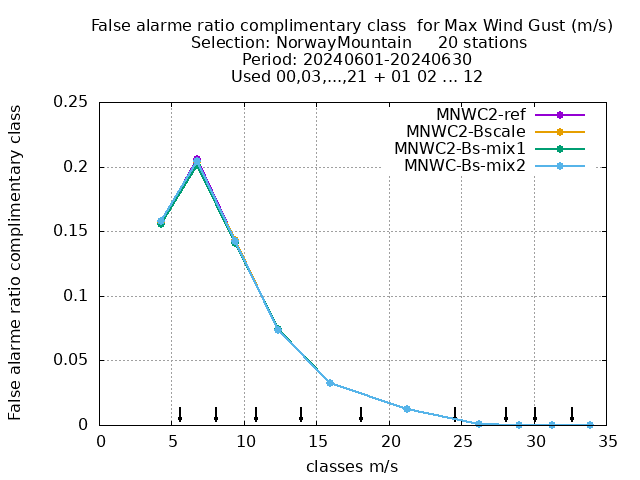 False alarme ratio complimentary class  for Max Wind Gust (m/s)
Selection: NorwayMountain     20 stations
Period: 20240601-20240630
Used 00,03,...,21 + 01 02 ... 12
False alarme ratio complimentary class
0.25
0.2
0.15
0.1
0.05
0
MNWC2-ref
MNWC2-Bscale
MNWC2-Bs-mix1
MNWC-Bs-mix2
0 5 10 15 20 25 30 35
classes m/s